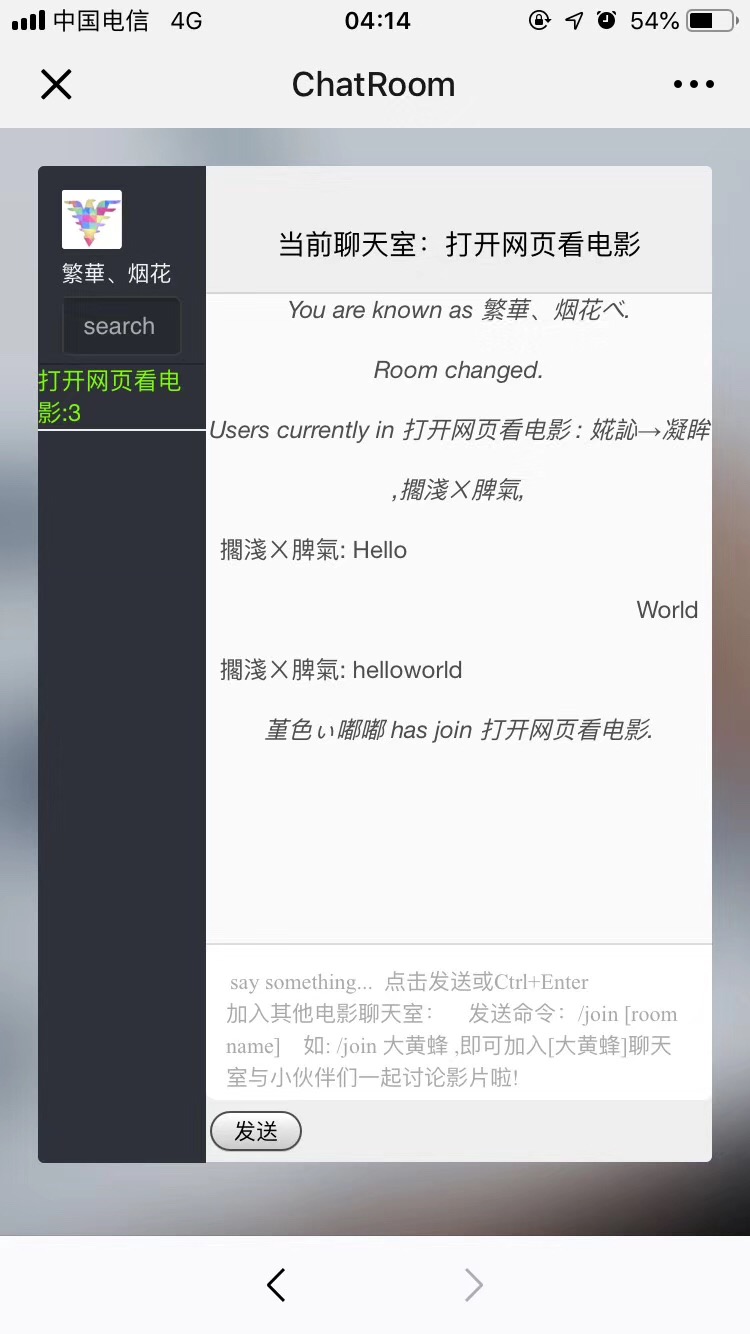 中国电信 4G 04:14 54%
ChatRoom
当前聊天室：打开网页看电影
繁華、烟花
search
打开网页看电
影:3
You are known as 繁華、烟花べ.
Room changed.
Users currently in 打开网页看电影 : 婲訫→凝眸
,擱淺㐅脾氣,
擱淺㐅脾氣: Hello
World
擱淺㐅脾氣: helloworld
堇色ぃ嘟嘟 has join 打开网页看电影.
say something... 点击发送或Ctrl+Enter
加入其他电影聊天室： 发送命令：/join [room
name] 如: /join 大黄蜂 ,即可加入[大黄蜂]聊天
室与小伙伴们一起讨论影片啦!
发送